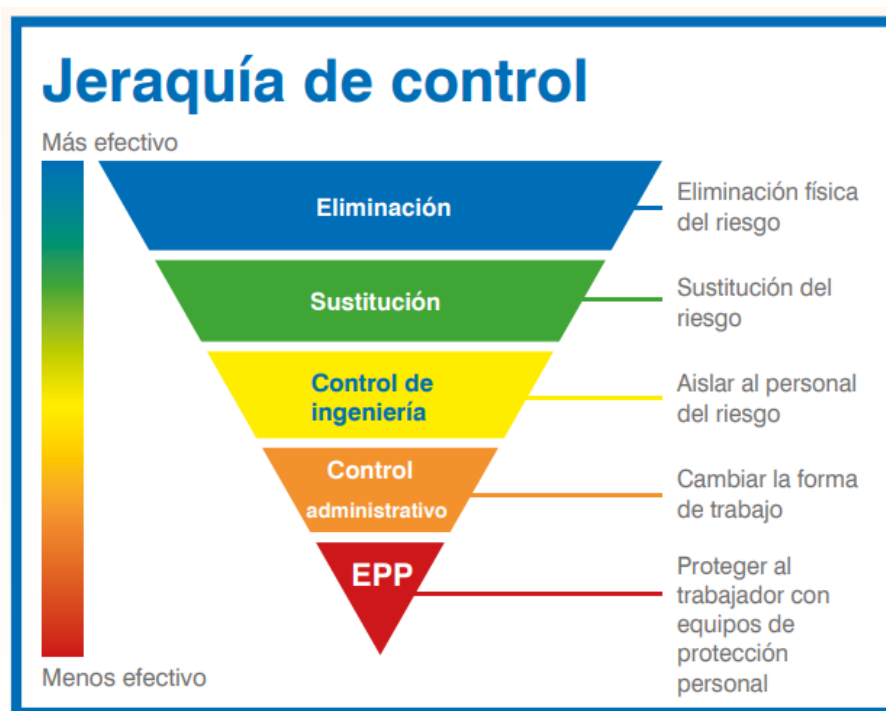 Jeraquía de control
Más efectivo
Eliminación
Eliminación física
del riesgo
Sustitución
Sustitución del
riesgo
Control de
ingeniería
Aislar al personal
del riesgo
Control
administrativo
Cambiar la forma
de trabajo
EPP
Proteger al
trabajador con
equipos de
protección
personal
Menos efectivo